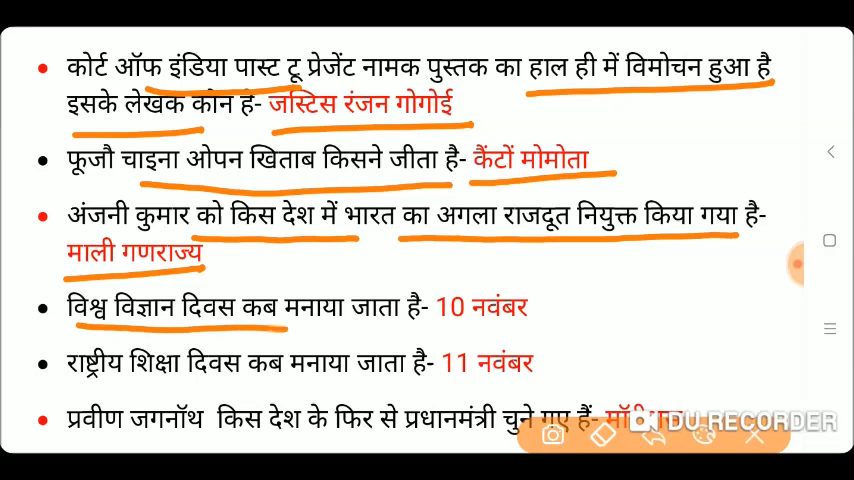 कोर्ट ऑफ इंडिया पास्ट टू प्रेजेंट नामक पुस्तक का हाल ही में विमोचन हुआ है
इसके लेखक कौन है- जस्टिस रंजन गोगोई
फूजौ चाइना ओपन खिताब किसने जीता है- कैंटों मोमोता
अंजनी कुमार को किस देश में भारत का अगला राजदूत नियुक्त किया गया है-
माली गणराज्य
विश्व विज्ञान दिवस कब मनाया जाता है- 10 नवंबर
राष्ट्रीय शिक्षा दिवस कब मनाया जाता है- 11 नवंबर
प्रवीण जगनॉथ किस देश के फिर से प्रधानमंत्री चुने गए हैं-
DU RECORDER